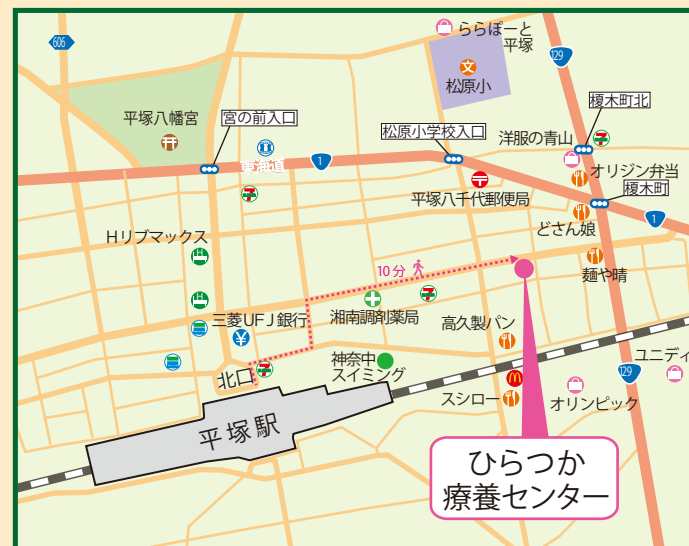 606
ららぽーと
平塚
129
松原小
文
平塚八幡宮
宮の前入口
松原小学校入口
榎木町北
洋服の青山
東海道
1
オリジン弁当
平塚八千代郵便局
榎木町
1
どさん娘
Hリブマックス
10分
麺や晴
三菱UFJ銀行
湘南調剤薬局
高久製パン
北口
神奈中
スイミング
ユニディ
129
スシロー
オリンピック
平塚駅
ひらつか
療養センター